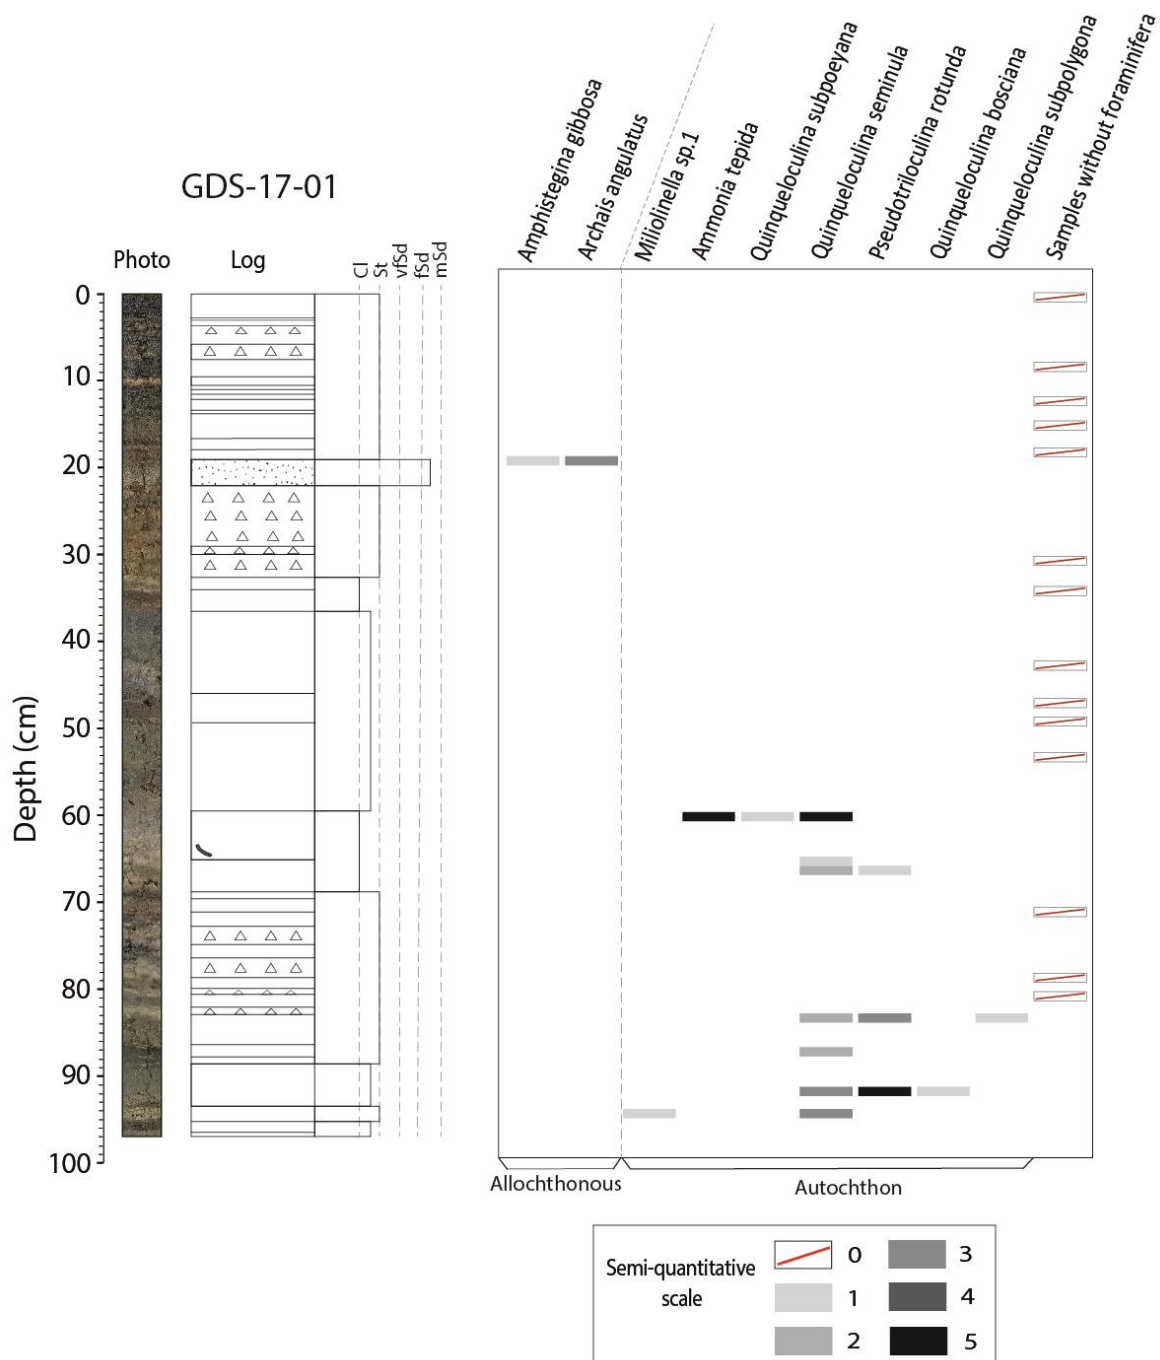 GDS-17-01
Photo
Log
Cl
St
vfSd
fSd
mSd
Amphistegina gibbosa
Archais angulatus
Miliolinella sp.1
Ammonia tepida
Quinqueloculina subpoeyana
Quinqueloculina seminula
Pseudotriloculina rotunda
Quinqueloculina bosciana
Quinqueloculina subpolygona
Samples without foraminifera
Depth (cm)
0
10
20
30
40
50
60
70
80
90
100
Allochthonous
Autochthon
Semi-quantitative
scale
0
3
1
4
2
5